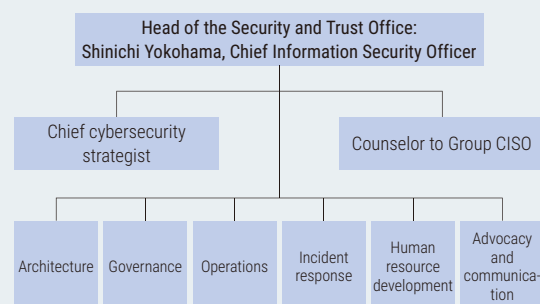 Head of the Security and Trust Office:
Shinichi Yokohama, Chief Information Security Officer
Chief cybersecurity
strategist
Counselor to Group CISO
Architecture
Governance
Operations
Incident
response
Human
resource
development
Advocacy
and
communica-
tion